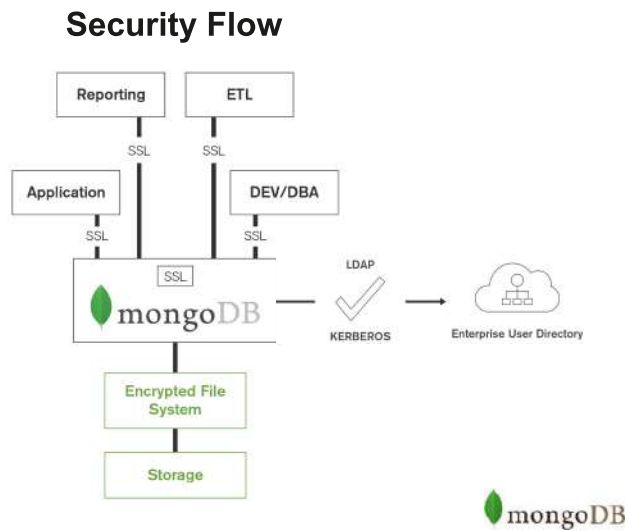 Security Flow
Reporting
ETL
SSL
SSL
Application
DEV/DBA
SSL
SSL
SSL
mongoDB
LDAP
KERBEROS
Enterprise User Directory
Encrypted File
System
Storage
mongoDB